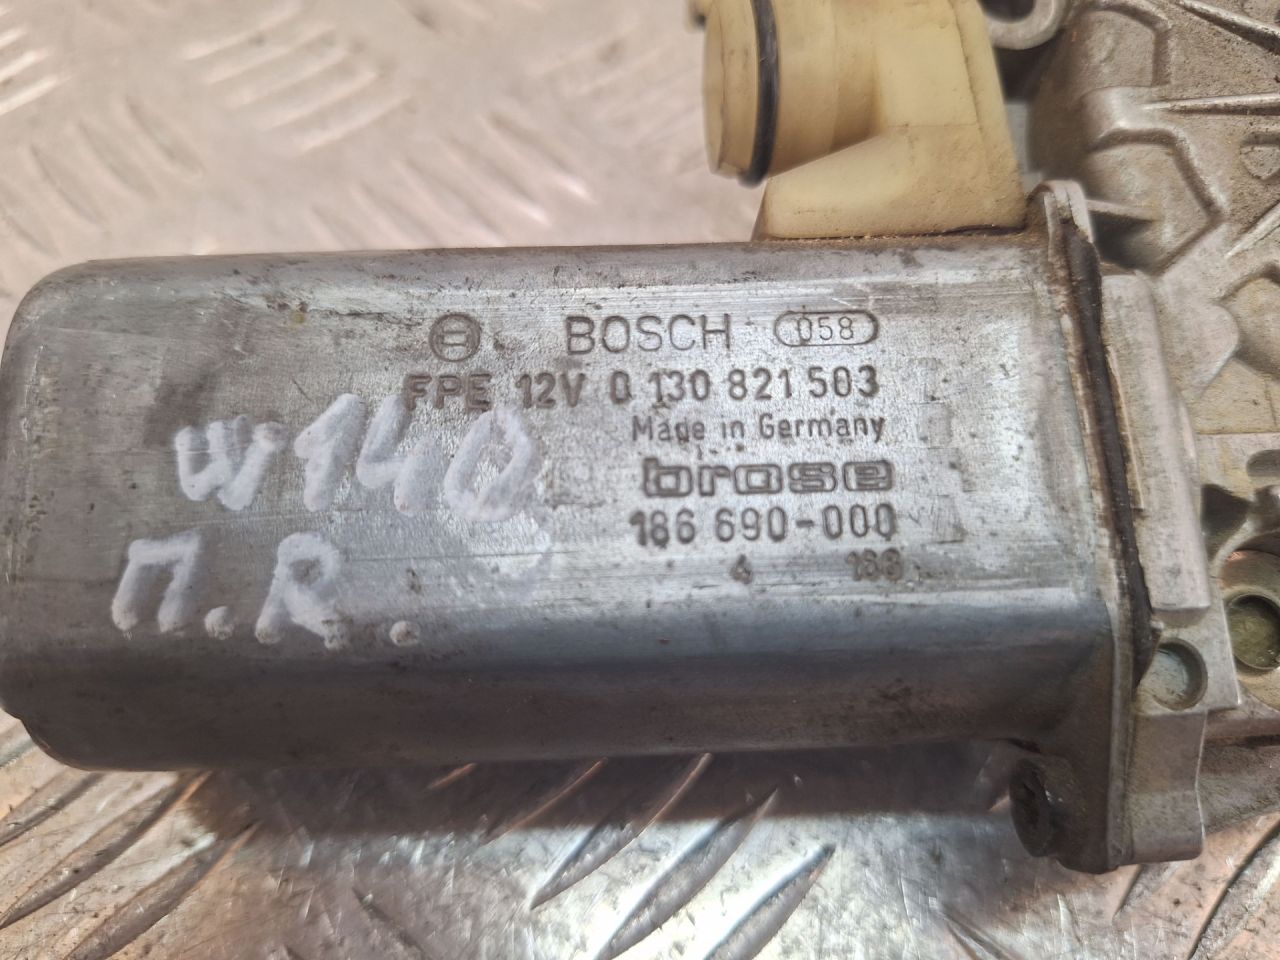 BOSCH 058
FPE 12V 0 130 821 503
Made in Germany
brose
186 690-000
4 188
W140
П.R.